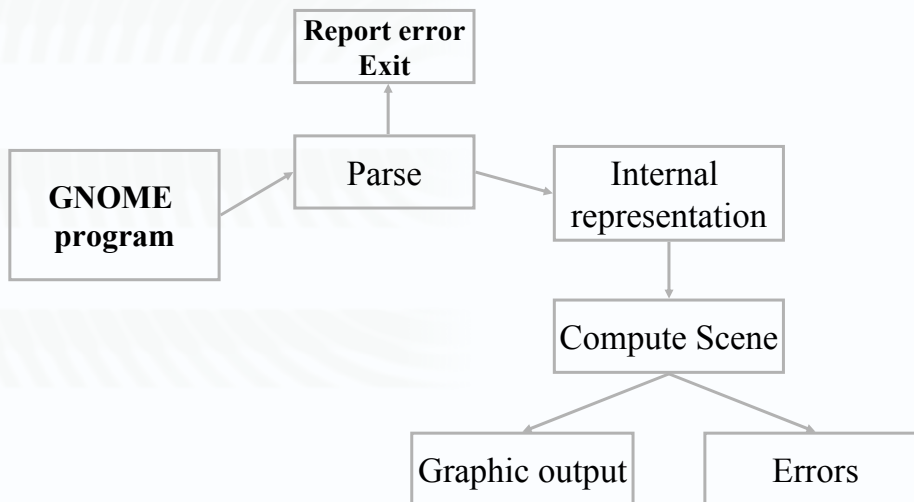 Report error
Exit
GNOME
program
Parse
Internal
representation
Compute Scene
Graphic output
Errors